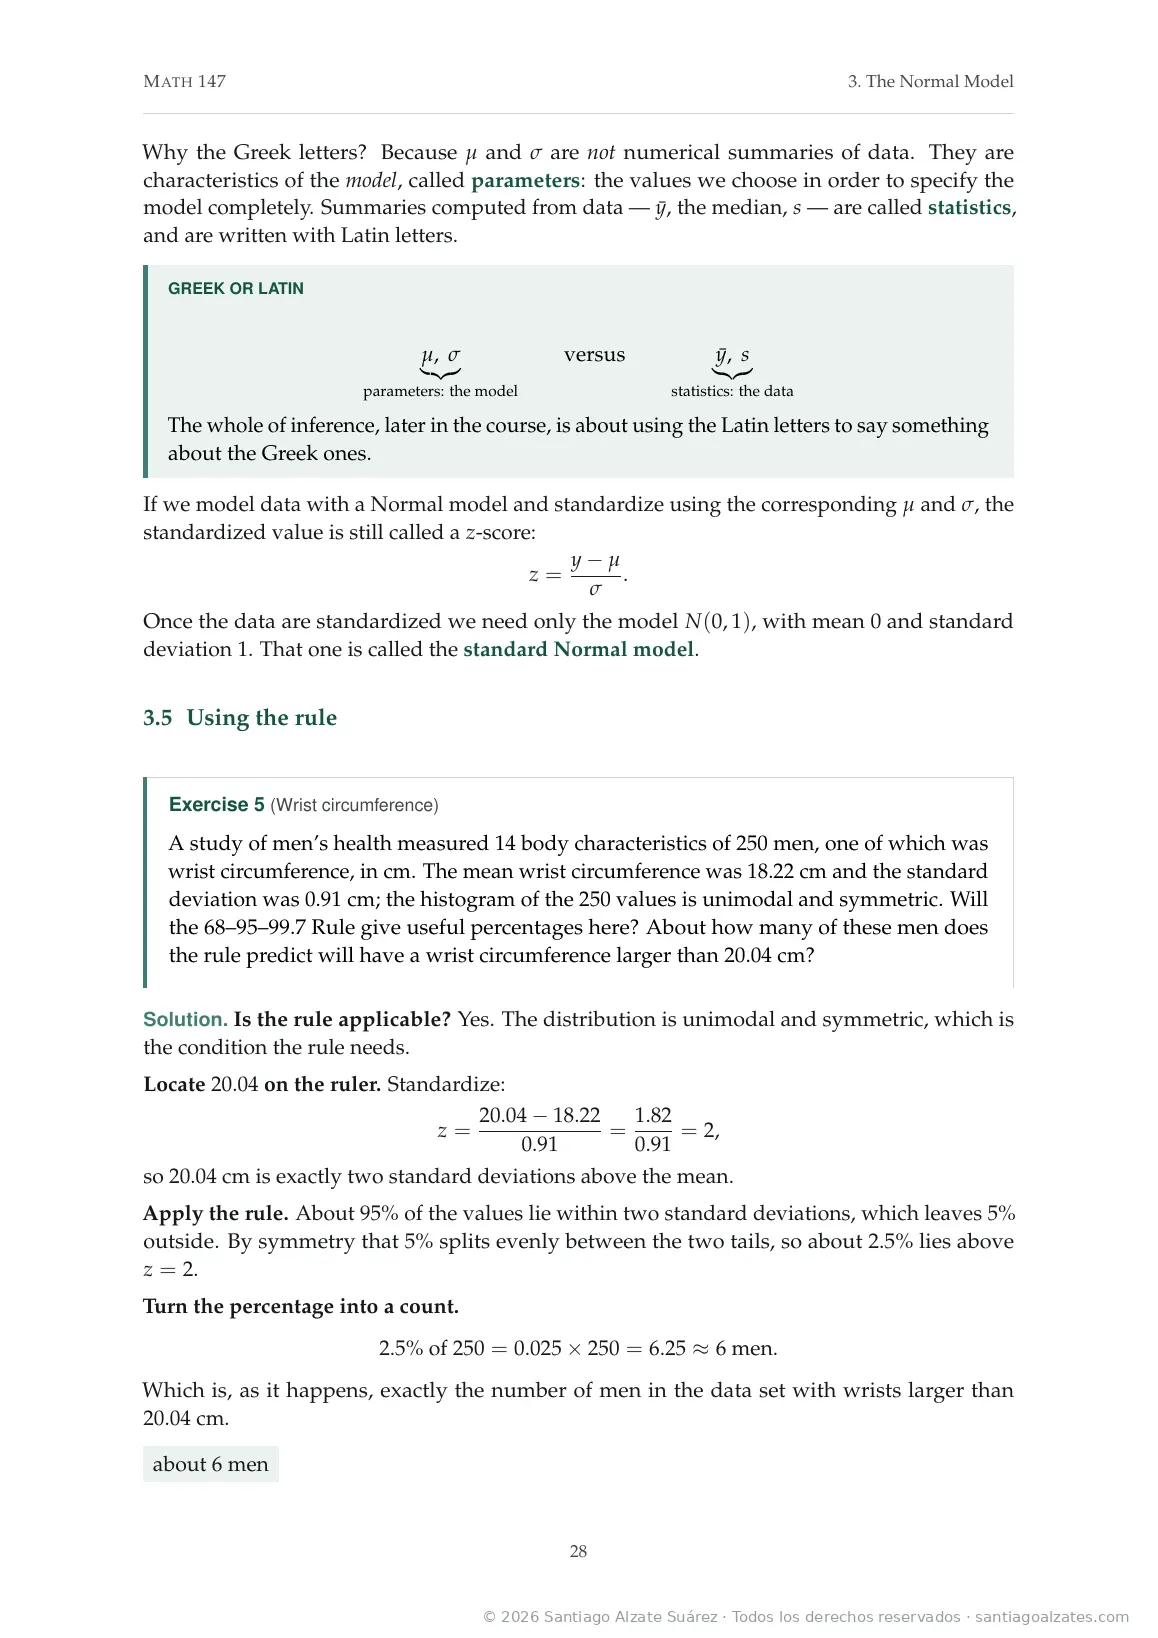 MATH 147
3. The Normal Model
Why the Greek letters? Because μ and σ are not numerical summaries of data. They are
characteristics of the model, called parameters: the values we choose in order to specify the
model completely. Summaries computed from data — ȳ, the median, s — are called statistics,
and are written with Latin letters.
GREEK OR LATIN
μ, σ versus ȳ, s
parameters: the model statistics: the data
The whole of inference, later in the course, is about using the Latin letters to say something
about the Greek ones.
If we model data with a Normal model and standardize using the corresponding μ and σ, the
standardized value is still called a z-score:
z = (y − μ)/σ.
Once the data are standardized we need only the model N(0, 1), with mean 0 and standard
deviation 1. That one is called the standard Normal model.
3.5 Using the rule
Exercise 5 (Wrist circumference)
A study of men’s health measured 14 body characteristics of 250 men, one of which was
wrist circumference, in cm. The mean wrist circumference was 18.22 cm and the standard
deviation was 0.91 cm; the histogram of the 250 values is unimodal and symmetric. Will
the 68–95–99.7 Rule give useful percentages here? About how many of these men does
the rule predict will have a wrist circumference larger than 20.04 cm?
Solution. Is the rule applicable? Yes. The distribution is unimodal and symmetric, which is
the condition the rule needs.
Locate 20.04 on the ruler. Standardize:
z = (20.04 − 18.22)/0.91 = 1.82/0.91 = 2,
so 20.04 cm is exactly two standard deviations above the mean.
Apply the rule. About 95% of the values lie within two standard deviations, which leaves 5%
outside. By symmetry that 5% splits evenly between the two tails, so about 2.5% lies above
z = 2.
Turn the percentage into a count.
2.5% of 250 = 0.025 × 250 = 6.25 ≈ 6 men.
Which is, as it happens, exactly the number of men in the data set with wrists larger than
20.04 cm.
about 6 men
28
© 2026 Santiago Alzate Suárez · Todos los derechos reservados · santiagoalzates.com